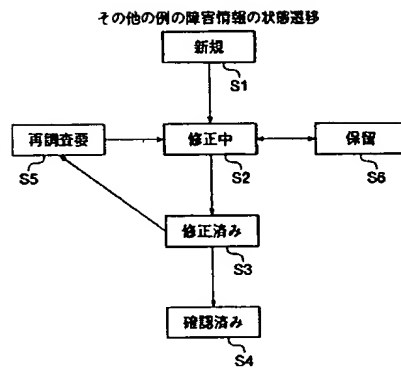 その他の例の障害情報の状態遷移
新規
S1
再調査要
修正中
保留
S5
S2
S6
修正済み
S3
確認済み
S4